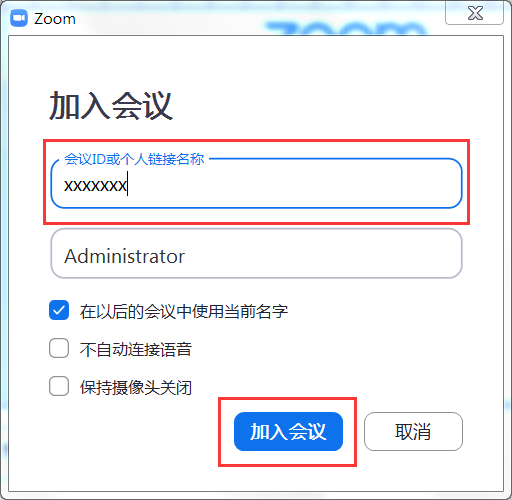 Zoom
zoom
加入会议
会议ID或个人链接名称
xxxxxxx
Administrator
在以后的会议中使用当前名字
不自动连接语音
保持摄像头关闭
加入会议
取消